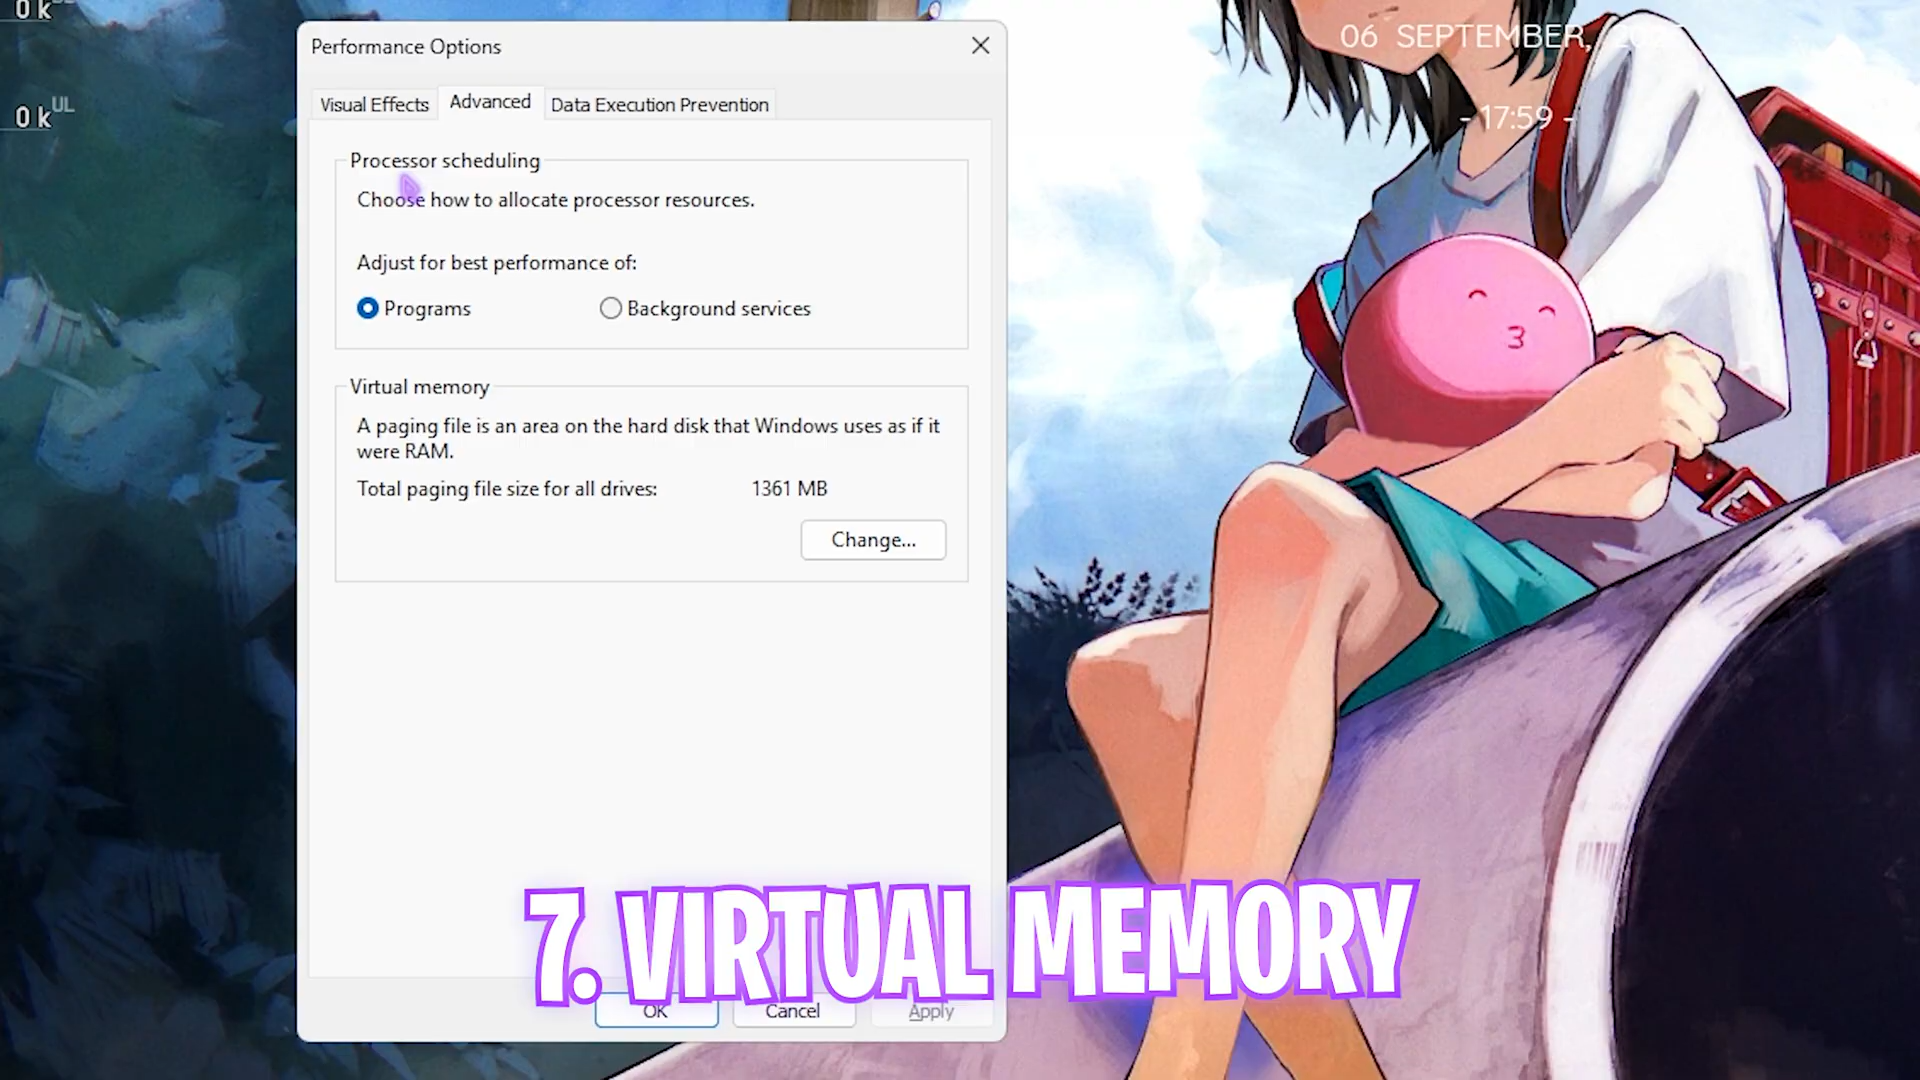 0 k
0 k UL
Performance Options
Visual Effects
Advanced
Data Execution Prevention
Processor scheduling
Choose how to allocate processor resources.
Adjust for best performance of:
Programs
Background services
Virtual memory
A paging file is an area on the hard disk that Windows uses as if it
were RAM.
Total paging file size for all drives: 1361 MB
Change...
OK
Cancel
Apply
06 SEPTEMBER,
- 17:59 -
7. VIRTUAL MEMORY